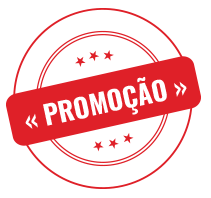 « PROMOÇÃO »